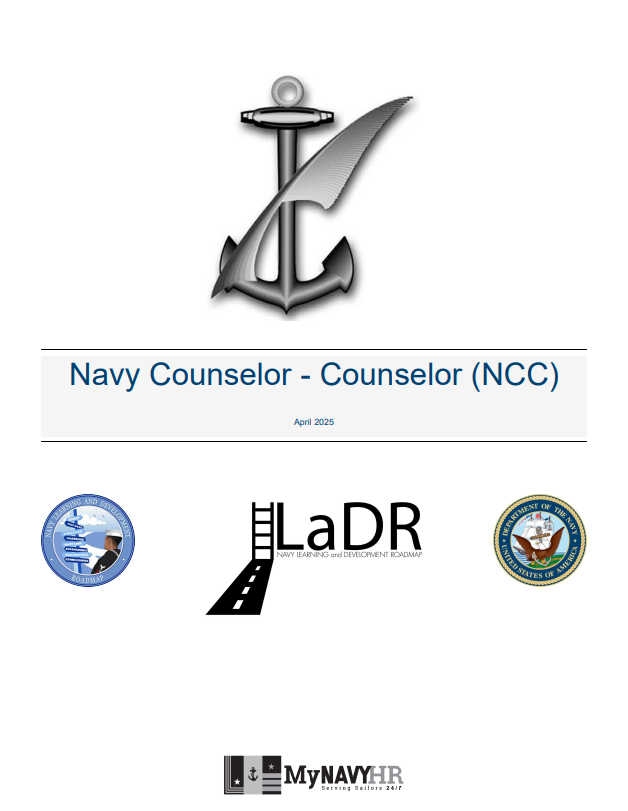 Navy Counselor - Counselor (NCC)
April 2025
NAVY LEARNING AND DEVELOPMENT
ROADMAP
LaDR
NAVY LEARNING and DEVELOPMENT ROADMAP
DEPARTMENT OF THE NAVY
UNITED STATES OF AMERICA
MyNAVYHR
Serving Sailors 24/7